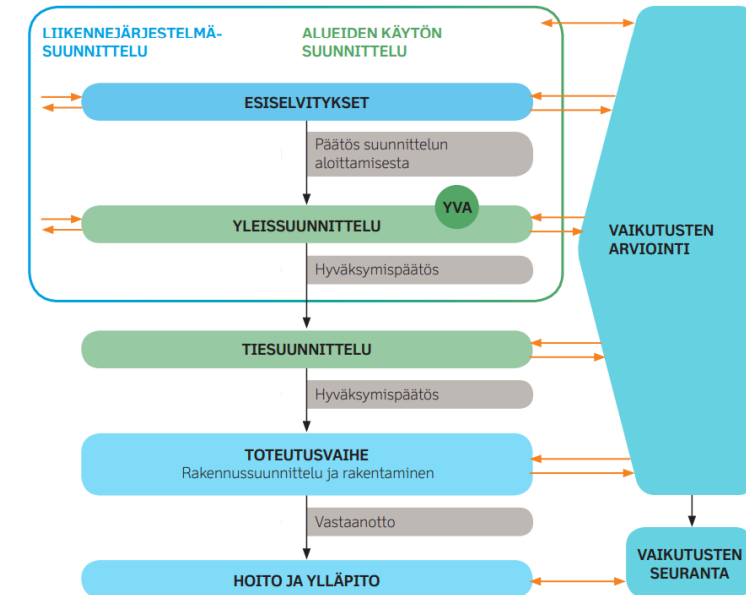 LIIKENNEJÄRJESTELMÄ-
SUUNNITTELU
ALUEIDEN KÄYTÖN
SUUNNITTELU
ESISELVITYKSET
Päätös suunnittelun
aloittamisesta
YVA
YLEISSUUNNITTELU
Hyväksymispäätös
VAIKUTUSTEN
ARVIOINTI
TIESUUNNITTELU
Hyväksymispäätös
TOTEUTUSVAIHE
Rakennussuunnittelu ja rakentaminen
Vastaanotto
HOITO JA YLLÄPITO
VAIKUTUSTEN
SEURANTA